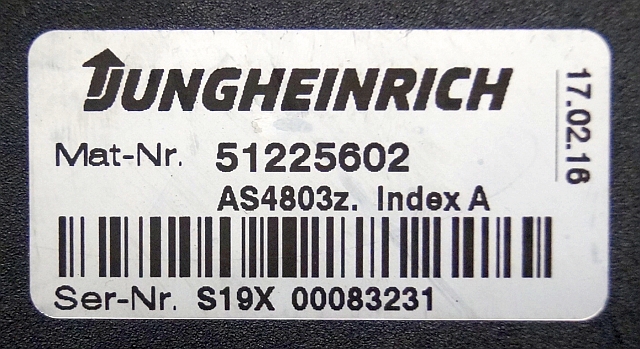 JUNGHEINRICH
Mat-Nr. 51225602
AS4803z. Index A
Ser-Nr. S19X 00083231
17.02.16